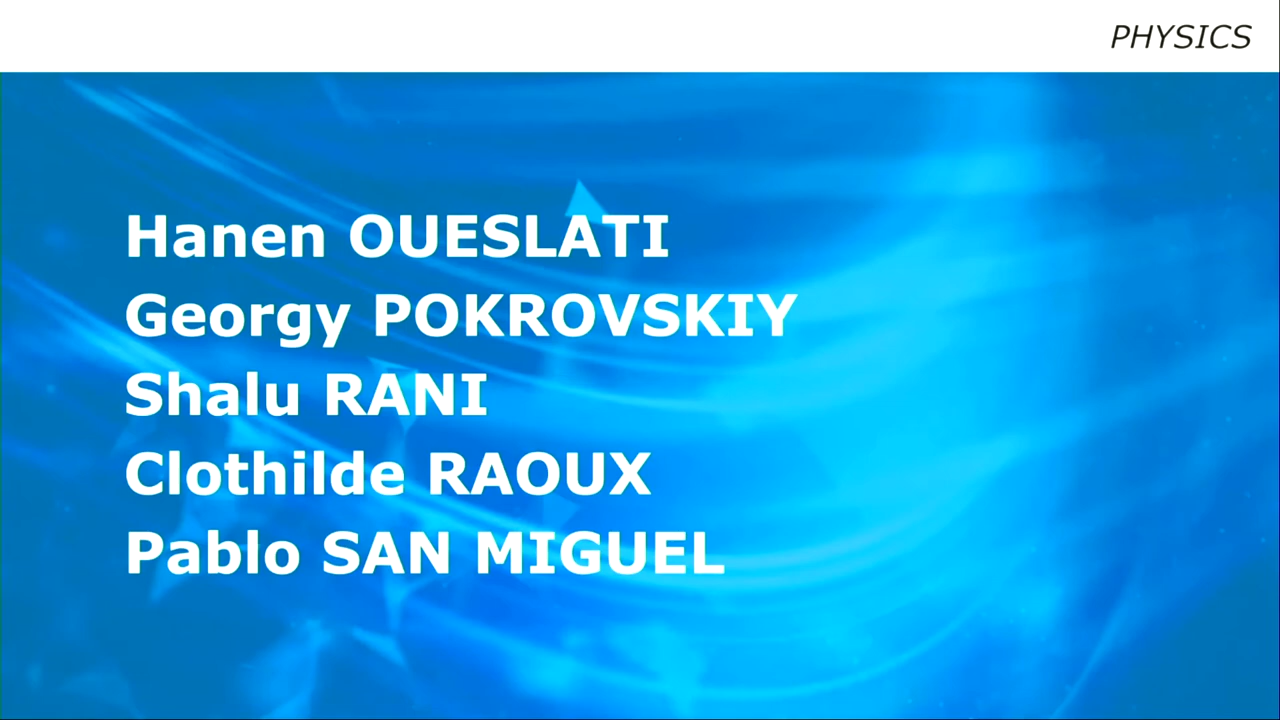 PHYSICS
Hanen OUESLATI
Georgy POKROVSKIY
Shalu RANI
Clothilde RAOUX
Pablo SAN MIGUEL